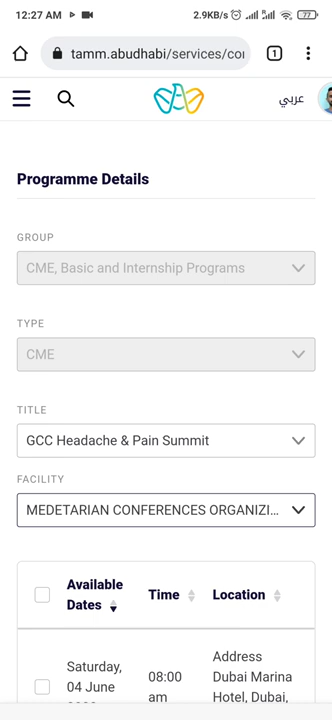 12:27 AM 2.9KB/s 77
tamm.abudhabi/services/coi 1
عربي
Programme Details
GROUP
CME, Basic and Internship Programs
TYPE
CME
TITLE
GCC Headache & Pain Summit
FACILITY
MEDETARIAN CONFERENCES ORGANIZI...
Available Dates Time Location
Saturday, 04 June
08:00 am
Address
Dubai Marina
Hotel, Dubai,